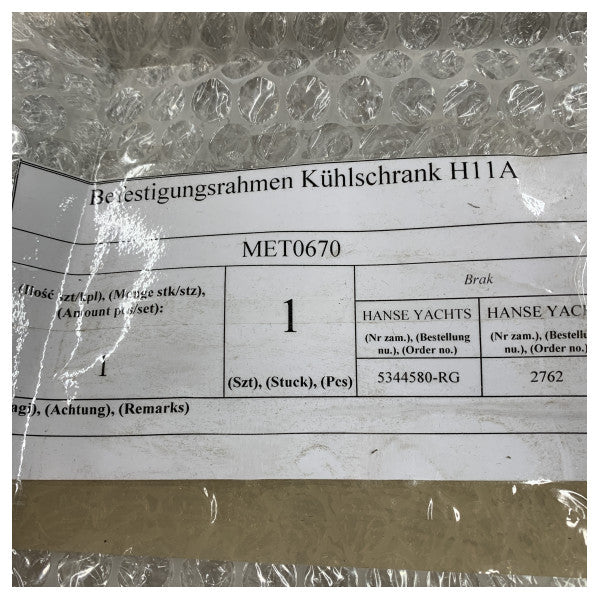 Befestigungsrahmen Kühlschrank H11A
MET0670
(Ilość szt/kpl), (Menge stk/stz),
(Amount pcs/set):
1
1
(Szt), (Stuck), (Pcs)
Brak
HANSE YACHTS
(Nr zam.), (Bestellung
nu.), (Order no.)
5344580-RG
HANSE YACH
(Nr zam.), (Bestellu
nu.), (Order no.
2762
agi), (Achtung), (Remarks)